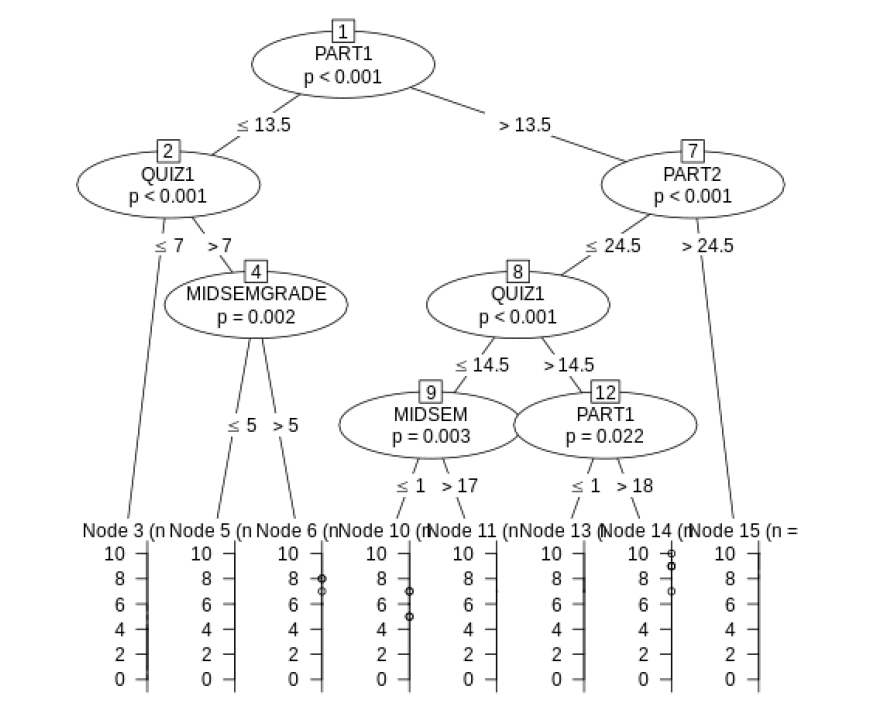 1
PART1
p < 0.001
≤ 13.5
> 13.5
2
QUIZ1
p < 0.001
7
PART2
p < 0.001
≤ 7
> 7
≤ 24.5
> 24.5
4
MIDSEMGRADE
p = 0.002
8
QUIZ1
p < 0.001
≤ 14.5
> 14.5
9
MIDSEM
p = 0.003
12
PART1
p = 0.022
≤ 5
> 5
≤ 1
> 17
≤ 1
> 18
Node 3 (n
Node 5 (n
Node 6 (n
Node 10 (n
Node 11 (n
Node 13 (
Node 14 (n
Node 15 (n =
10 10 10 10 10 10 10 10
8 8 8 8 8 8 8 8
6 6 6 6 6 6 6 6
4 4 4 4 4 4 4 4
2 2 2 2 2 2 2 2
0 0 0 0 0 0 0 0